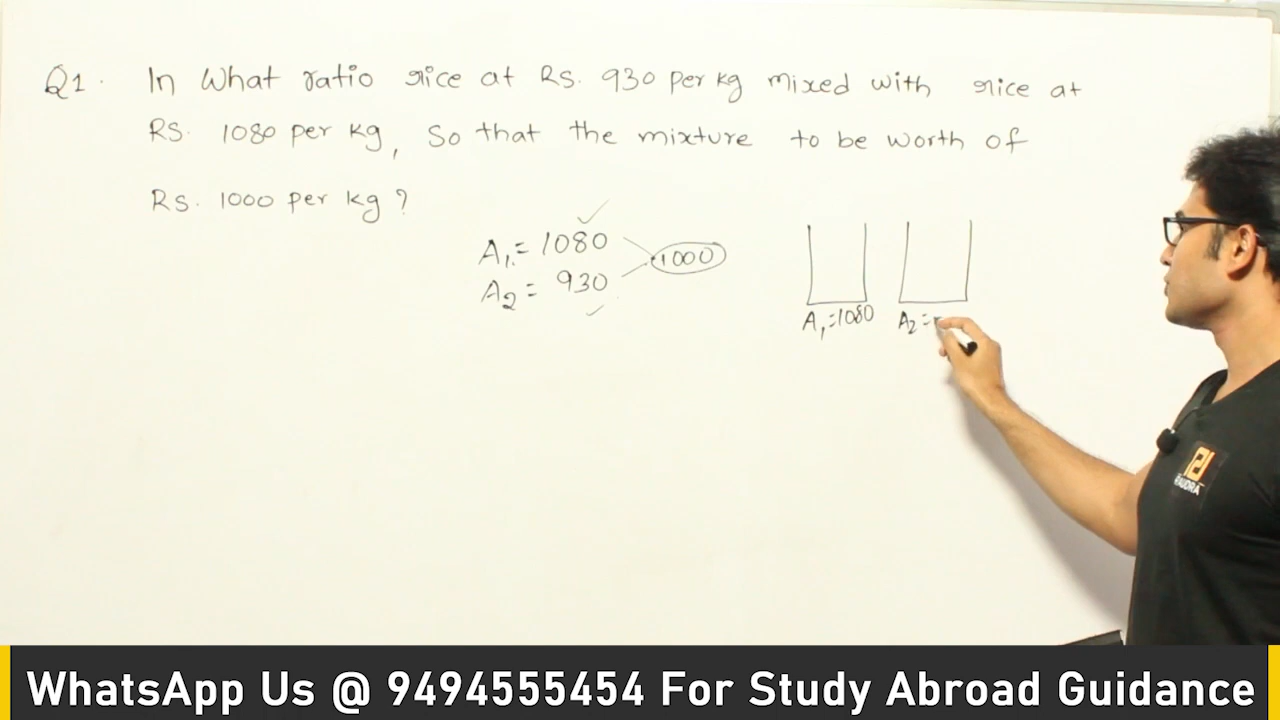 Q1. In What ratio rice at Rs. 930 per kg mixed with rice at
Rs. 1080 per kg, So that the mixture to be worth of
Rs. 1000 per kg?
A1 = 1080
A2 = 930
1000
A1=1080
A2=
WhatsApp Us @ 9494555454 For Study Abroad Guidance